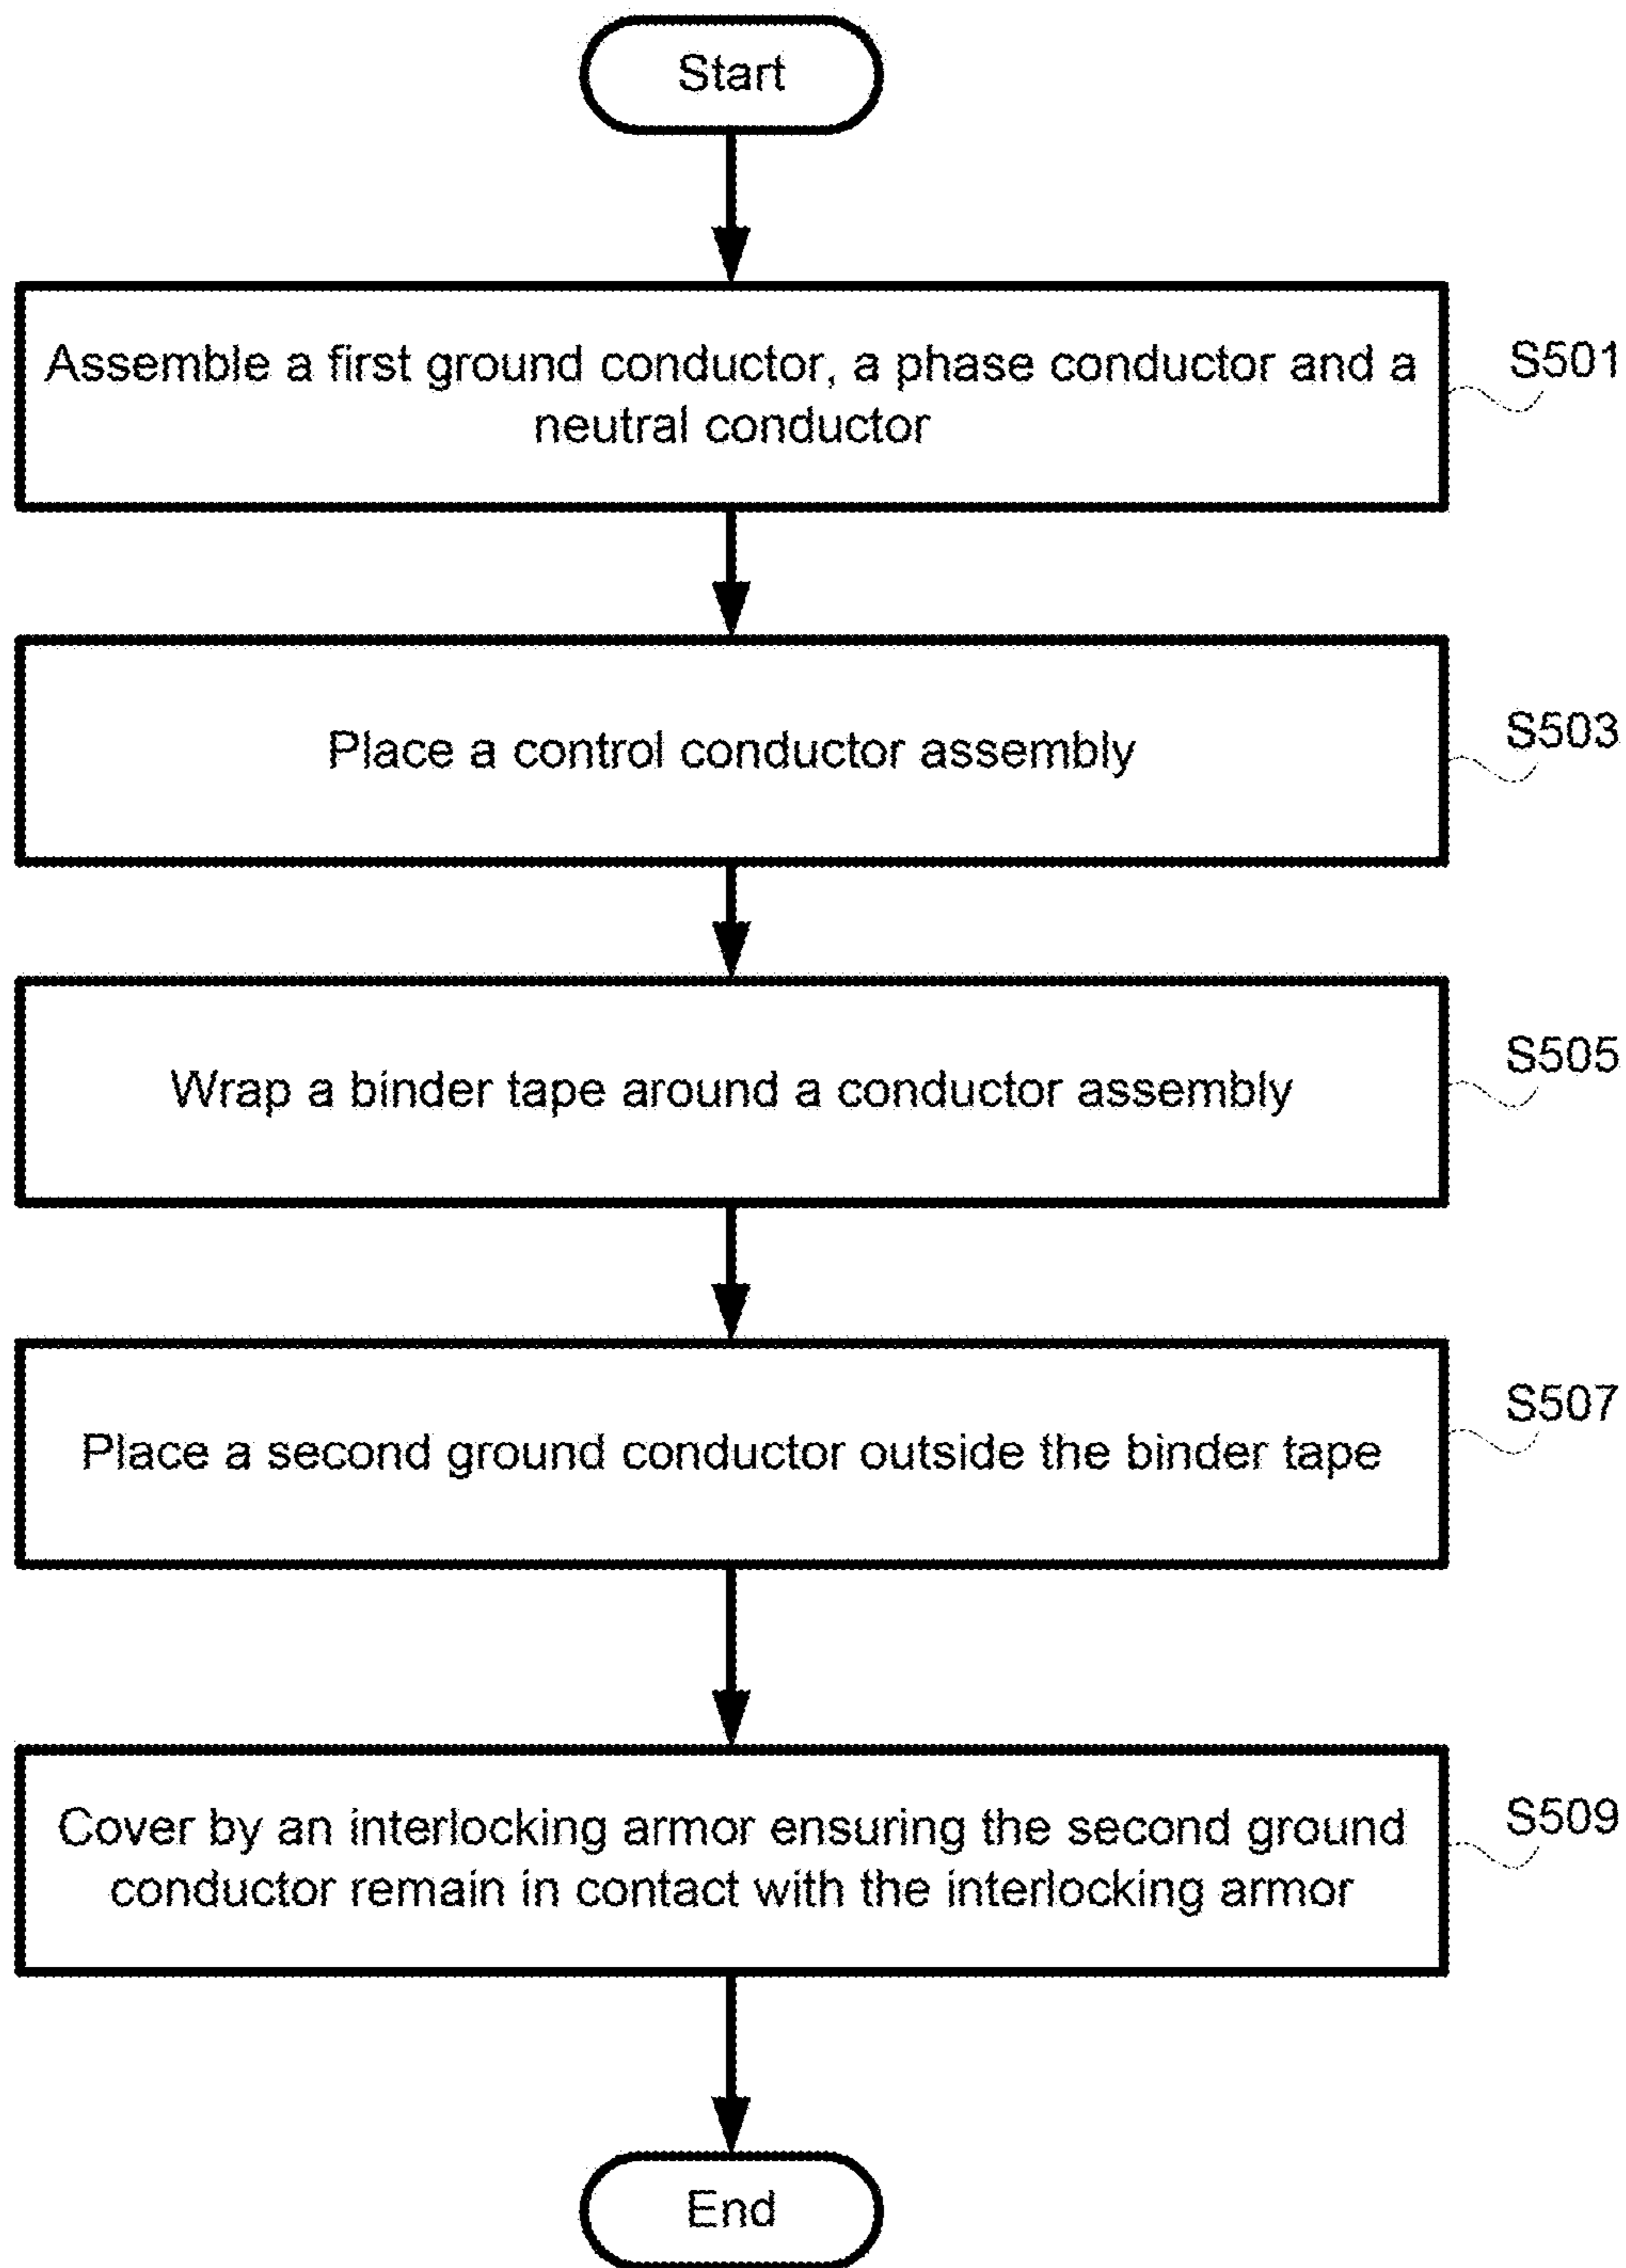 Start
Assemble a first ground conductor, a phase conductor and a
neutral conductor
S501
Place a control conductor assembly
S503
Wrap a binder tape around a conductor assembly
S505
Place a second ground conductor outside the binder tape
S507
Cover by an interlocking armor ensuring the second ground
conductor remain in contact with the interlocking armor
S509
End